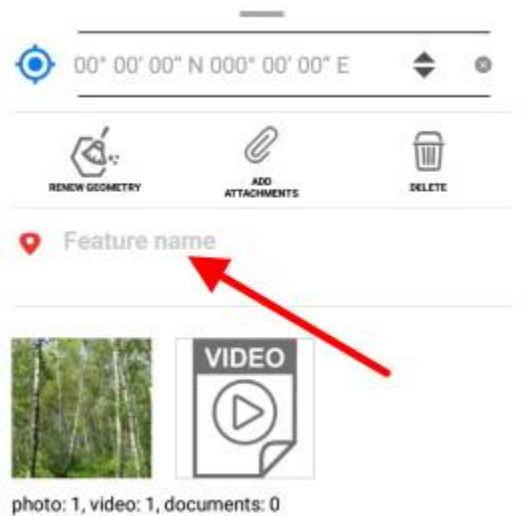 00° 00' 00" N 000° 00' 00" E
RENEW GEOMETRY
ADD
ATTACHMENTS
DELETE
Feature name
VIDEO
photo: 1, video: 1, documents: 0